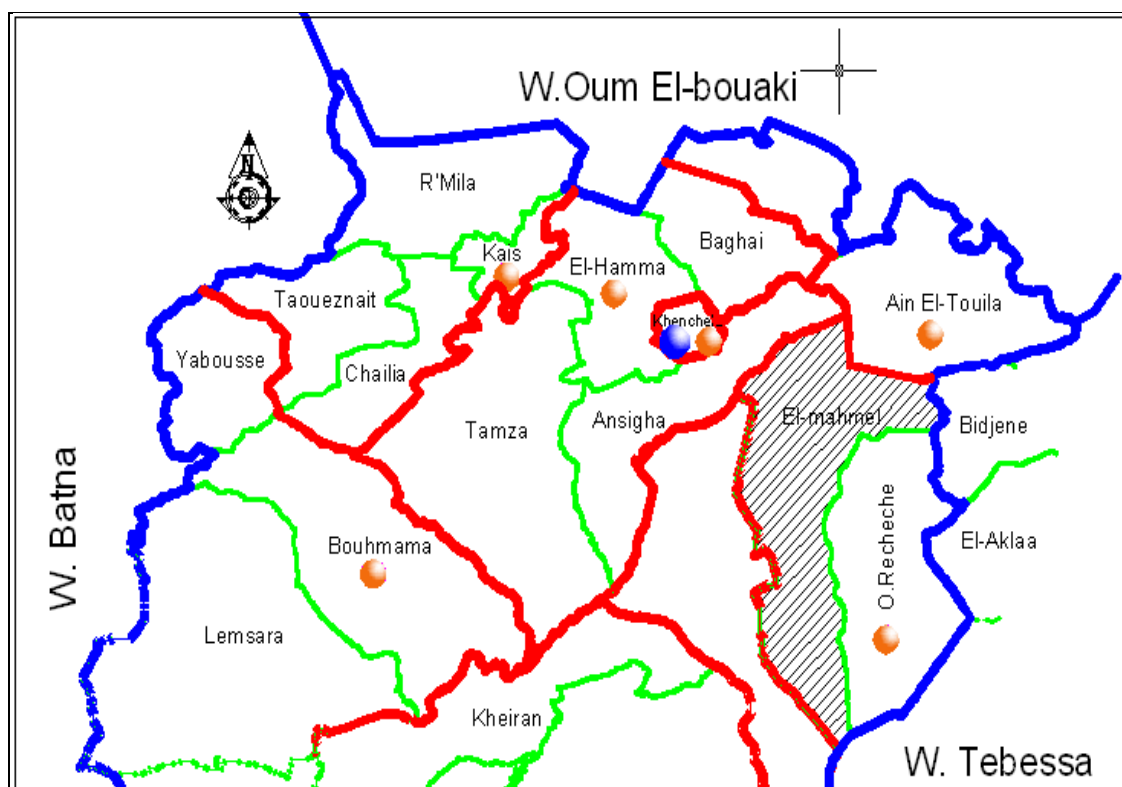 W.Oum El-bouaki
N
R'Mila
Kais
Baghai
El-Hamma
Taoueznait
Ain El-Touila
Yabousse
Chailia
Tamza
Ansigha
El-mahmel
Bidjene
W. Batna
Bouhmama
O.Recheche
El-Aklaa
Lemsara
Kheiran
W. Tebessa